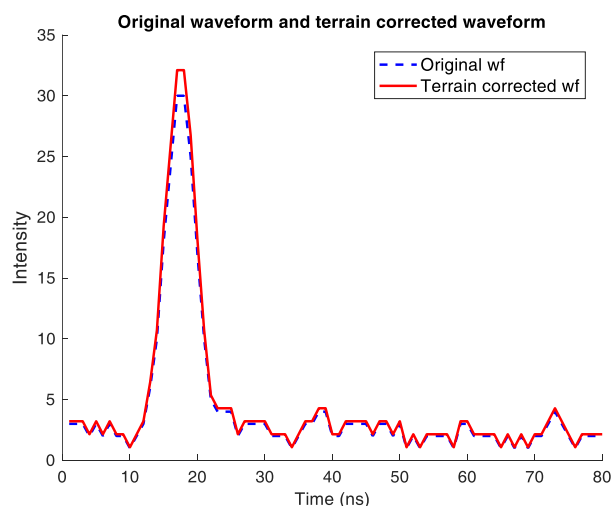 Original waveform and terrain corrected waveform
Original wf
Terrain corrected wf
Intensity
35
30
25
20
15
10
5
0
0 10 20 30 40 50 60 70 80
Time (ns)